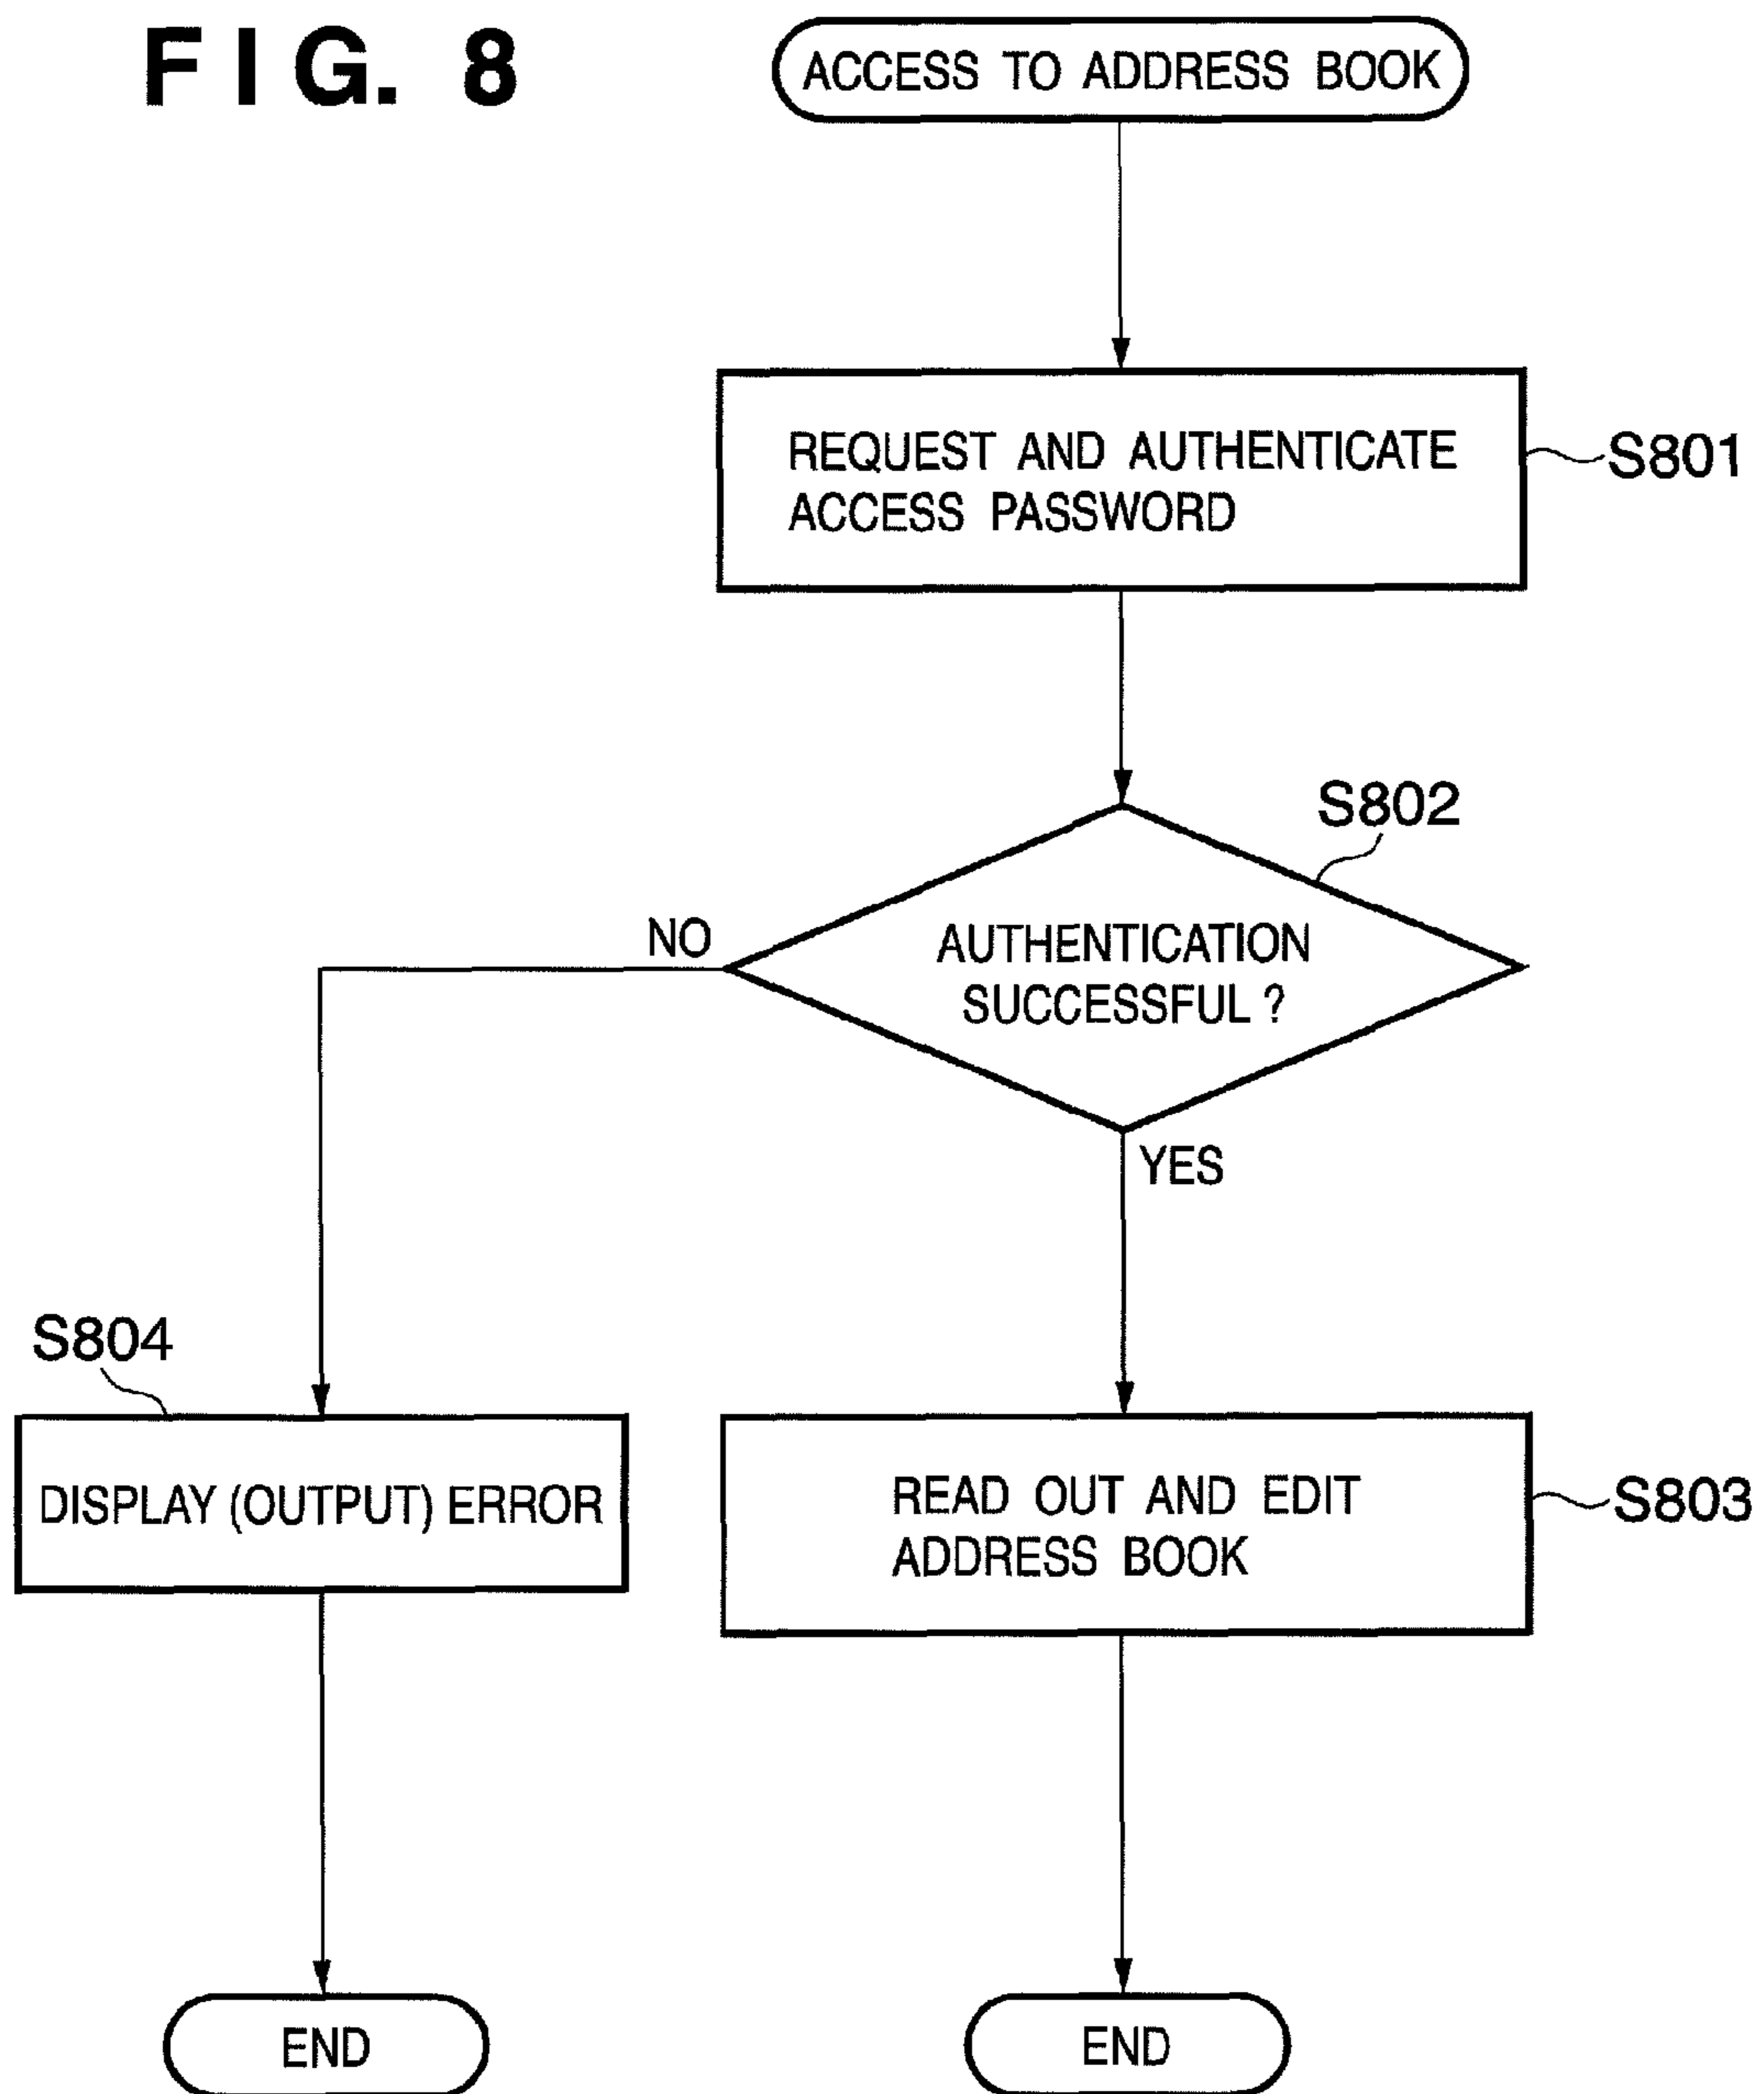 FIG. 8
ACCESS TO ADDRESS BOOK
REQUEST AND AUTHENTICATE
ACCESS PASSWORD
S801
S802
AUTHENTICATION
SUCCESSFUL ?
NO
YES
S804
DISPLAY (OUTPUT) ERROR
READ OUT AND EDIT
ADDRESS BOOK
S803
END
END